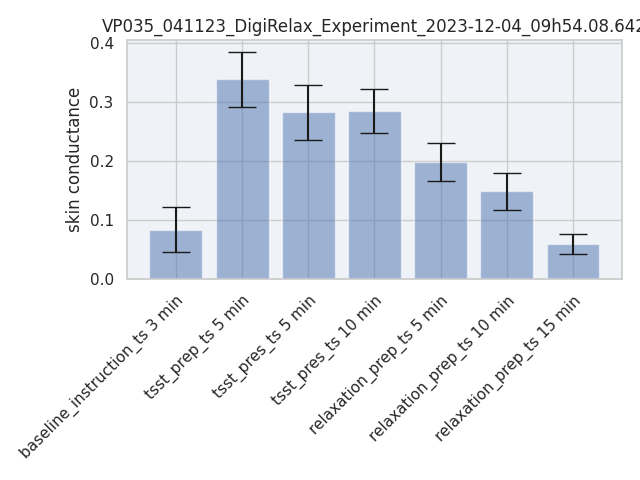 VP035_041123_DigiRelax_Experiment_2023-12-04_09h54.08.642
skin conductance
0.4
0.3
0.2
0.1
0.0
baseline_instruction_ts 3 min
tsst_prep_ts 5 min
tsst_pres_ts 5 min
tsst_pres_ts 10 min
relaxation_prep_ts 5 min
relaxation_prep_ts 10 min
relaxation_prep_ts 15 min